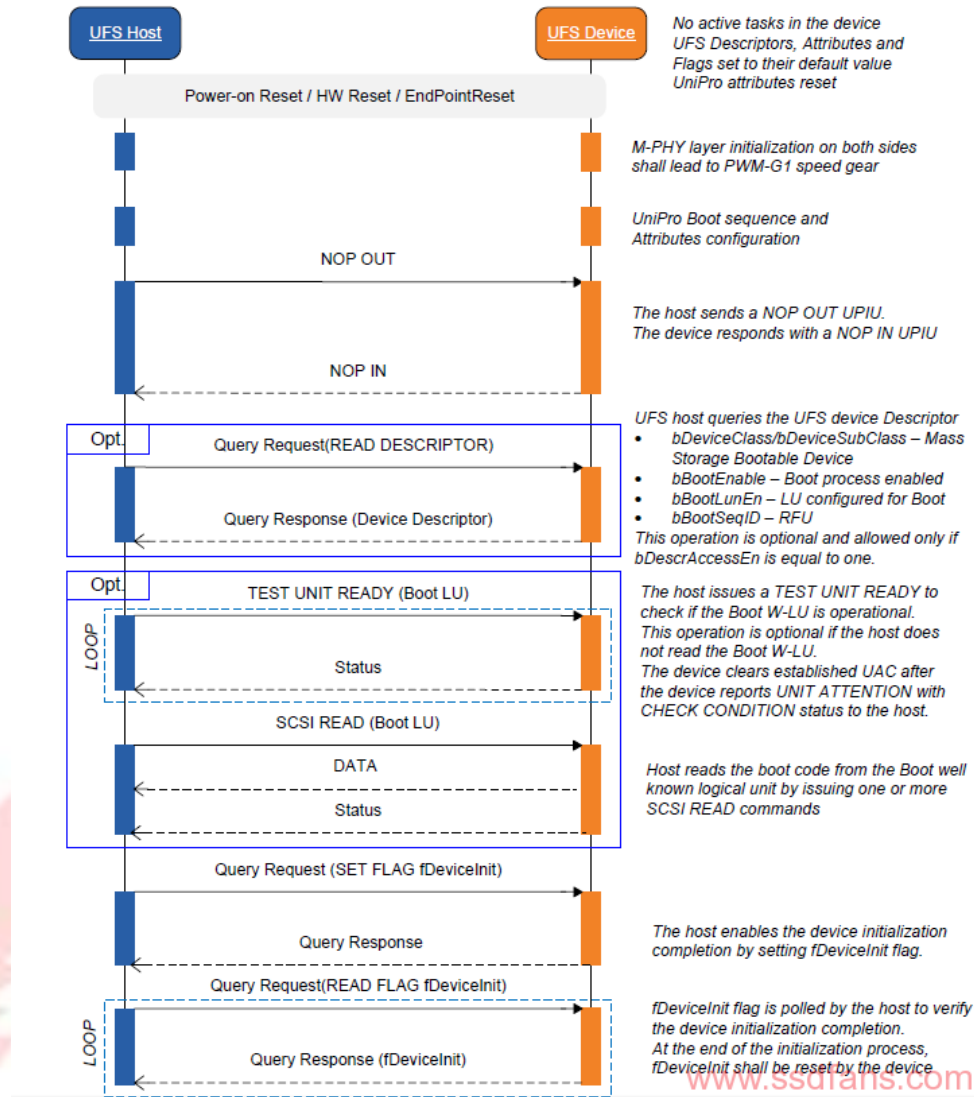 UFS Host
UFS Device
No active tasks in the device
UFS Descriptors, Attributes and
Flags set to their default value
UniPro attributes reset
Power-on Reset / HW Reset / EndPointReset
M-PHY layer initialization on both sides
shall lead to PWM-G1 speed gear
UniPro Boot sequence and
Attributes configuration
NOP OUT
The host sends a NOP OUT UPIU.
The device responds with a NOP IN UPIU
NOP IN
Opt.
Query Request(READ DESCRIPTOR)
Query Response (Device Descriptor)
UFS host queries the UFS device Descriptor
• bDeviceClass/bDeviceSubClass – Mass
Storage Bootable Device
• bBootEnable – Boot process enabled
• bBootLunEn – LU configured for Boot
• bBootSeqID – RFU
This operation is optional and allowed only if
bDescrAccessEn is equal to one.
Opt.
TEST UNIT READY (Boot LU)
LOOP
Status
The host issues a TEST UNIT READY to
check if the Boot W-LU is operational.
This operation is optional if the host does
not read the Boot W-LU.
The device clears established UAC after
the device reports UNIT ATTENTION with
CHECK CONDITION status to the host.
SCSI READ (Boot LU)
DATA
Status
Host reads the boot code from the Boot well
known logical unit by issuing one or more
SCSI READ commands
Query Request (SET FLAG fDeviceInit)
Query Response
The host enables the device initialization
completion by setting fDeviceInit flag.
Query Request(READ FLAG fDeviceInit)
LOOP
Query Response (fDeviceInit)
fDeviceInit flag is polled by the host to verify
the device initialization completion.
At the end of the initialization process,
fDeviceInit shall be reset by the device
www.ssdfans.com